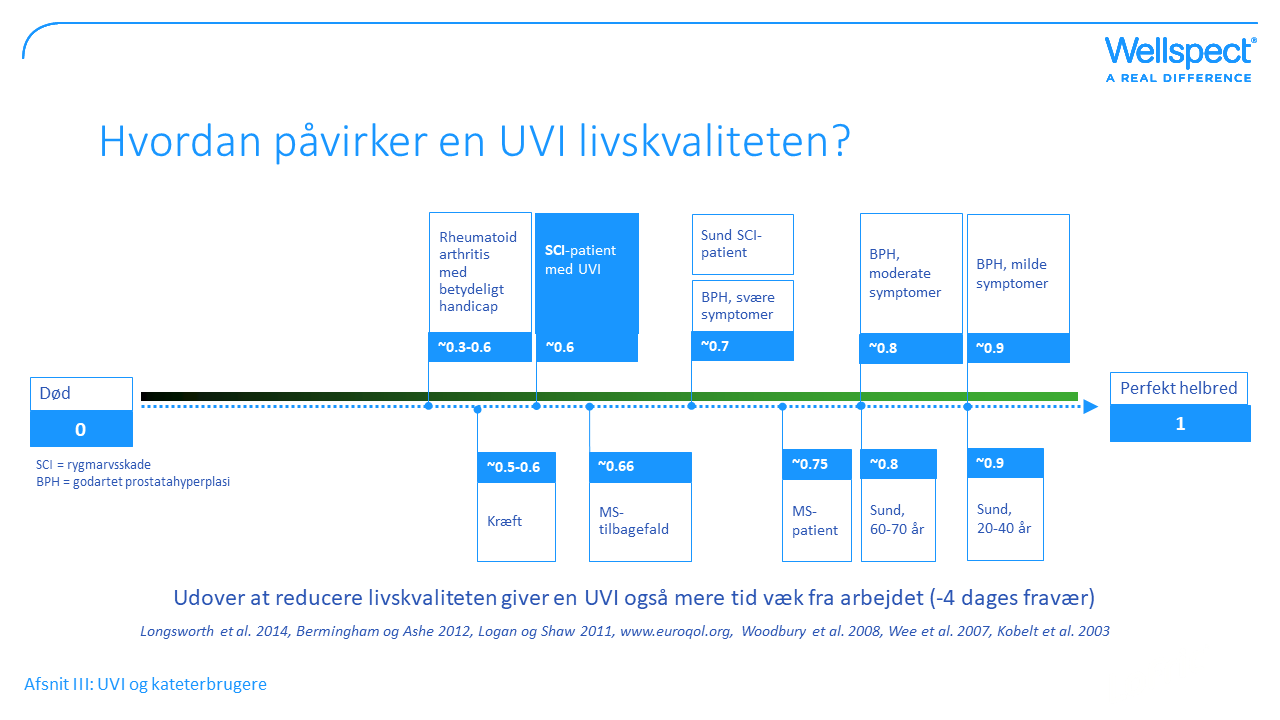 Wellspect®
A REAL DIFFERENCE
Hvordan påvirker en UVI livskvaliteten?
Rheumatoid
arthritis
med
betydeligt
handicap
~0.3-0.6
SCI-patient
med UVI
~0.6
Sund SCI-
patient
BPH, svære
symptomer
~0.7
BPH,
moderate
symptomer
~0.8
BPH, milde
symptomer
~0.9
Død
0
Perfekt helbred
1
SCI = rygmarvsskade
BPH = godartet prostatahyperplasi
~0.5-0.6
Kræft
~0.66
MS-
tilbagefald
~0.75
MS-
patient
~0.8
Sund,
60-70 år
~0.9
Sund,
20-40 år
Udover at reducere livskvaliteten giver en UVI også mere tid væk fra arbejdet (-4 dages fravær)
Longsworth et al. 2014, Bermingham og Ashe 2012, Logan og Shaw 2011, www.euroqol.org, Woodbury et al. 2008, Wee et al. 2007, Kobelt et al. 2003
Afsnit III: UVI og kateterbrugere